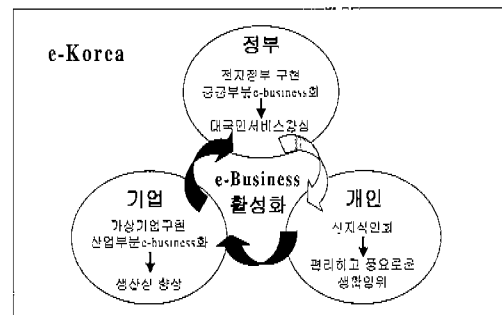 e-Korea
정부
전자정부 구현
공공부분e-business화
대국민서비스향상
e-Business
활성화
기업
가상기업구현
산업부분e-business화
생산성 향상
개인
신지식인화
편리하고 풍요로운
생활영위